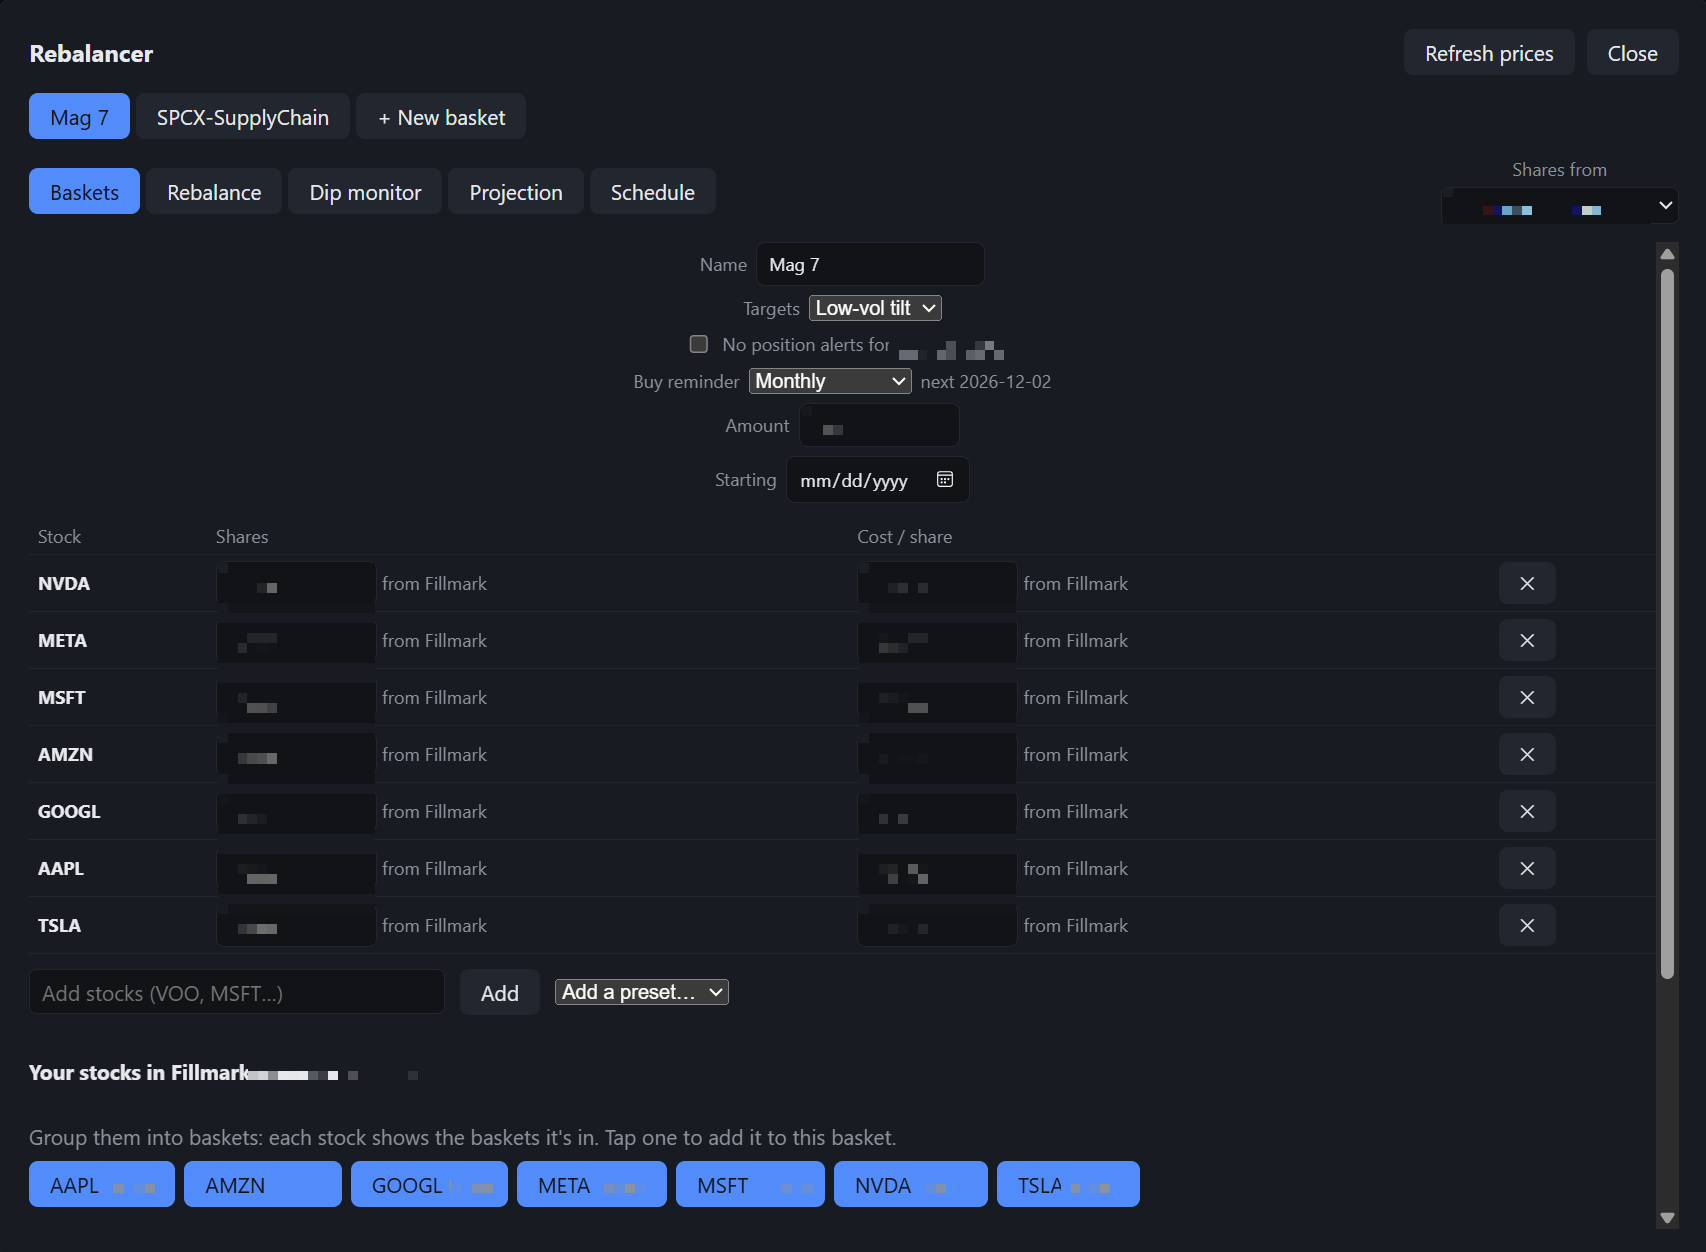 Rebalancer
Refresh prices
Close
Mag 7
SPCX-SupplyChain
+ New basket
Baskets
Rebalance
Dip monitor
Projection
Schedule
Shares from
Name Mag 7
Targets Low-vol tilt
No position alerts for
Buy reminder Monthly next 2026-12-02
Amount
Starting mm/dd/yyyy
Stock Shares Cost / share
NVDA from Fillmark from Fillmark
META from Fillmark from Fillmark
MSFT from Fillmark from Fillmark
AMZN from Fillmark from Fillmark
GOOGL from Fillmark from Fillmark
AAPL from Fillmark from Fillmark
TSLA from Fillmark from Fillmark
Add stocks (VOO, MSFT...) Add Add a preset...
Your stocks in Fillmark
Group them into baskets: each stock shows the baskets it's in. Tap one to add it to this basket.
AAPL AMZN GOOGL META MSFT NVDA TSLA